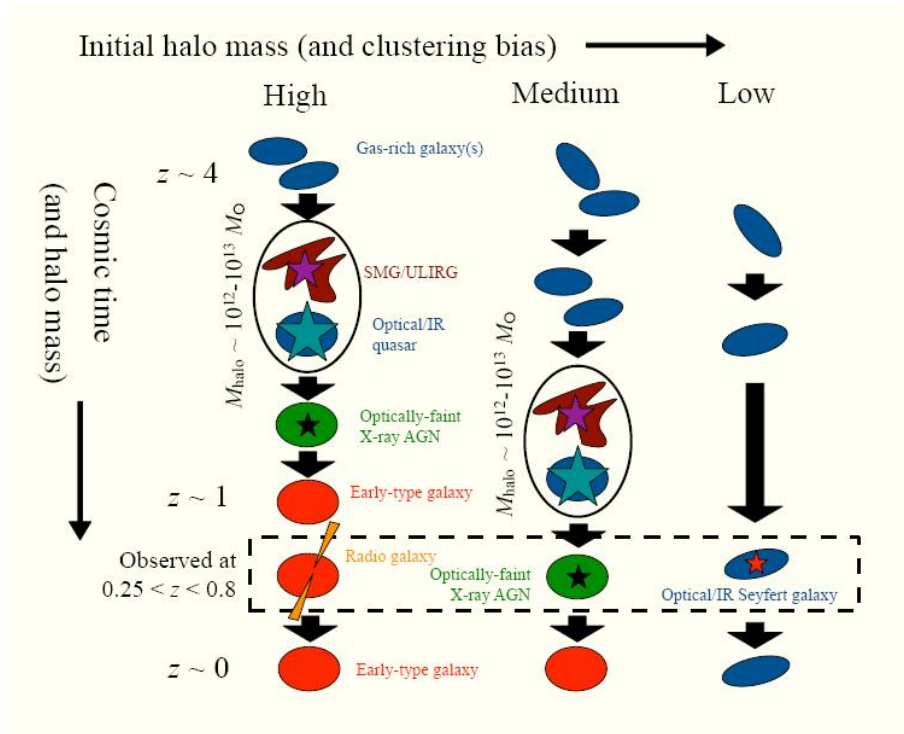 Initial halo mass (and clustering bias)
High
Medium
Low
z ~ 4
Gas-rich galaxy(s)
Cosmic time
(and halo mass)
Mhalo ~ 10¹²-10¹³ M⊙
SMG/ULIRG
Optical/IR
quasar
Optically-faint
X-ray AGN
Mhalo ~ 10¹²-10¹³ M⊙
z ~ 1
Early-type galaxy
Observed at
0.25 < z < 0.8
Radio galaxy
Optically-faint
X-ray AGN
Optical/IR Seyfert galaxy
z ~ 0
Early-type galaxy